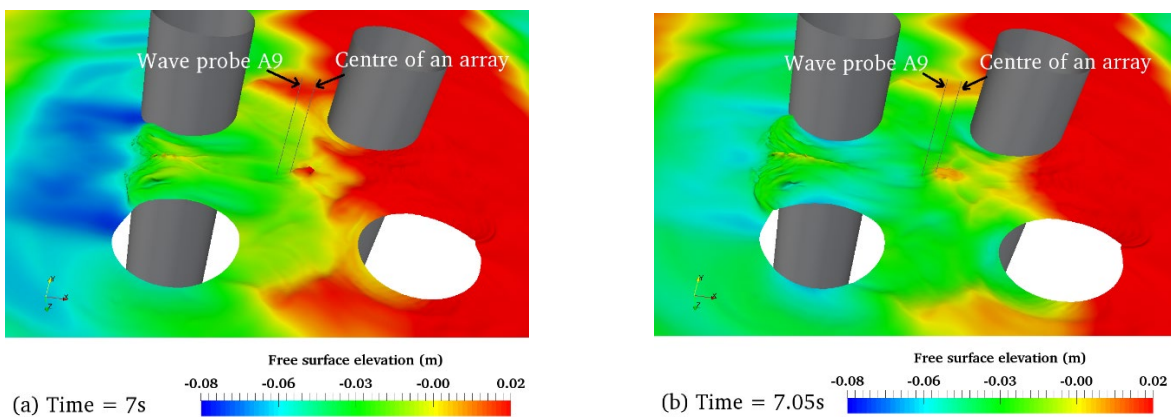 Wave probe A9
Centre of an array
Free surface elevation (m)
-0.08 -0.06 -0.03 -0.00 0.02
(a) Time = 7s
Wave probe A9
Centre of an array
Free surface elevation (m)
-0.08 -0.06 -0.03 -0.00 0.02
(b) Time = 7.05s